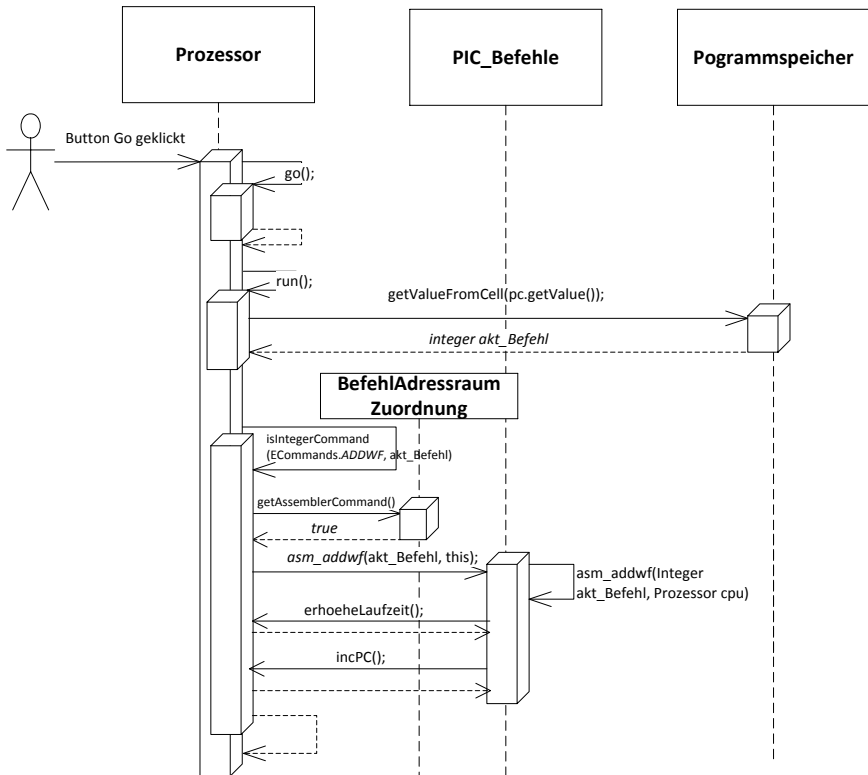 Prozessor
PIC_Befehle
Pogrammspeicher
Button Go geklickt
go();
run();
getValueFromCell(pc.getValue());
integer akt_Befehl
BefehlAdressraum
Zuordnung
isIntegerCommand
(ECommands.ADDWF, akt_Befehl)
getAssemblerCommand()
true
asm_addwf(akt_Befehl, this);
asm_addwf(Integer
akt_Befehl, Prozessor cpu)
erhoeheLaufzeit();
incPC();